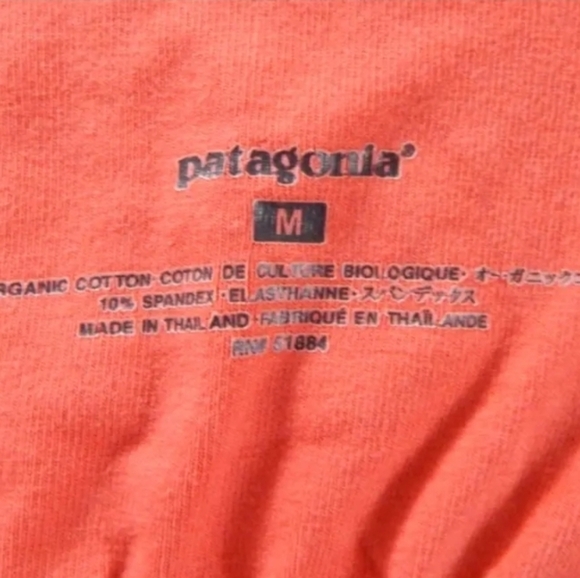 patagonia®
M
RGANIC COTTON·COTON DE CULTURE BIOLOGIQUE·オーガニック
10% SPANDEX·ELASTHANNE·スパンデックス
MADE IN THAILAND·FABRIQUÉ EN THAÏLANDE
RN# 51884